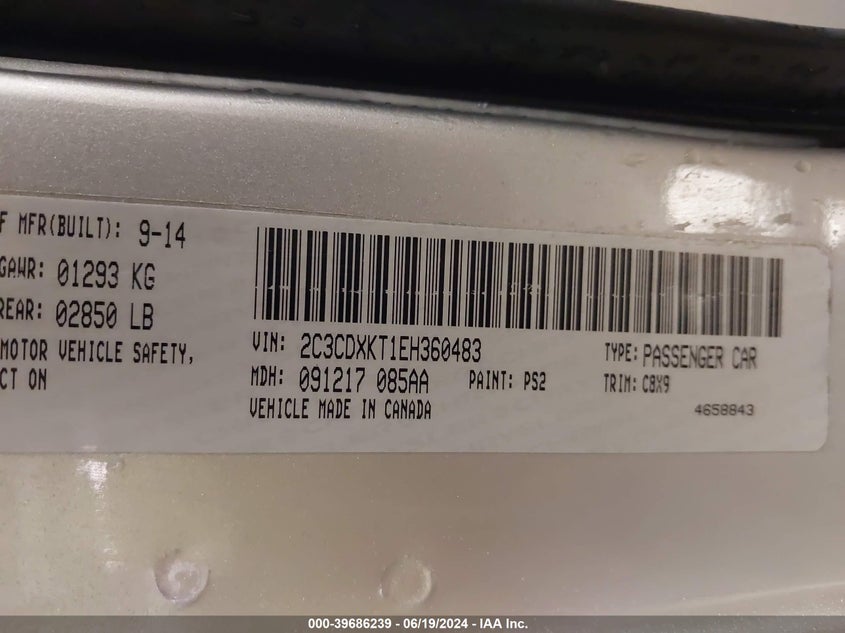 F MFR(BUILT): 9-14
GAWR: 01293 KG
REAR: 02850 LB
MOTOR VEHICLE SAFETY,
CT ON
VIN: 2C3CDXKT1EH360483
TYPE: PASSENGER CAR
MDH: 091217 085AA
PAINT: PS2
TRIM: C8X9
VEHICLE MADE IN CANADA
4658843
000-39686239 - 06/19/2024 - IAA Inc.